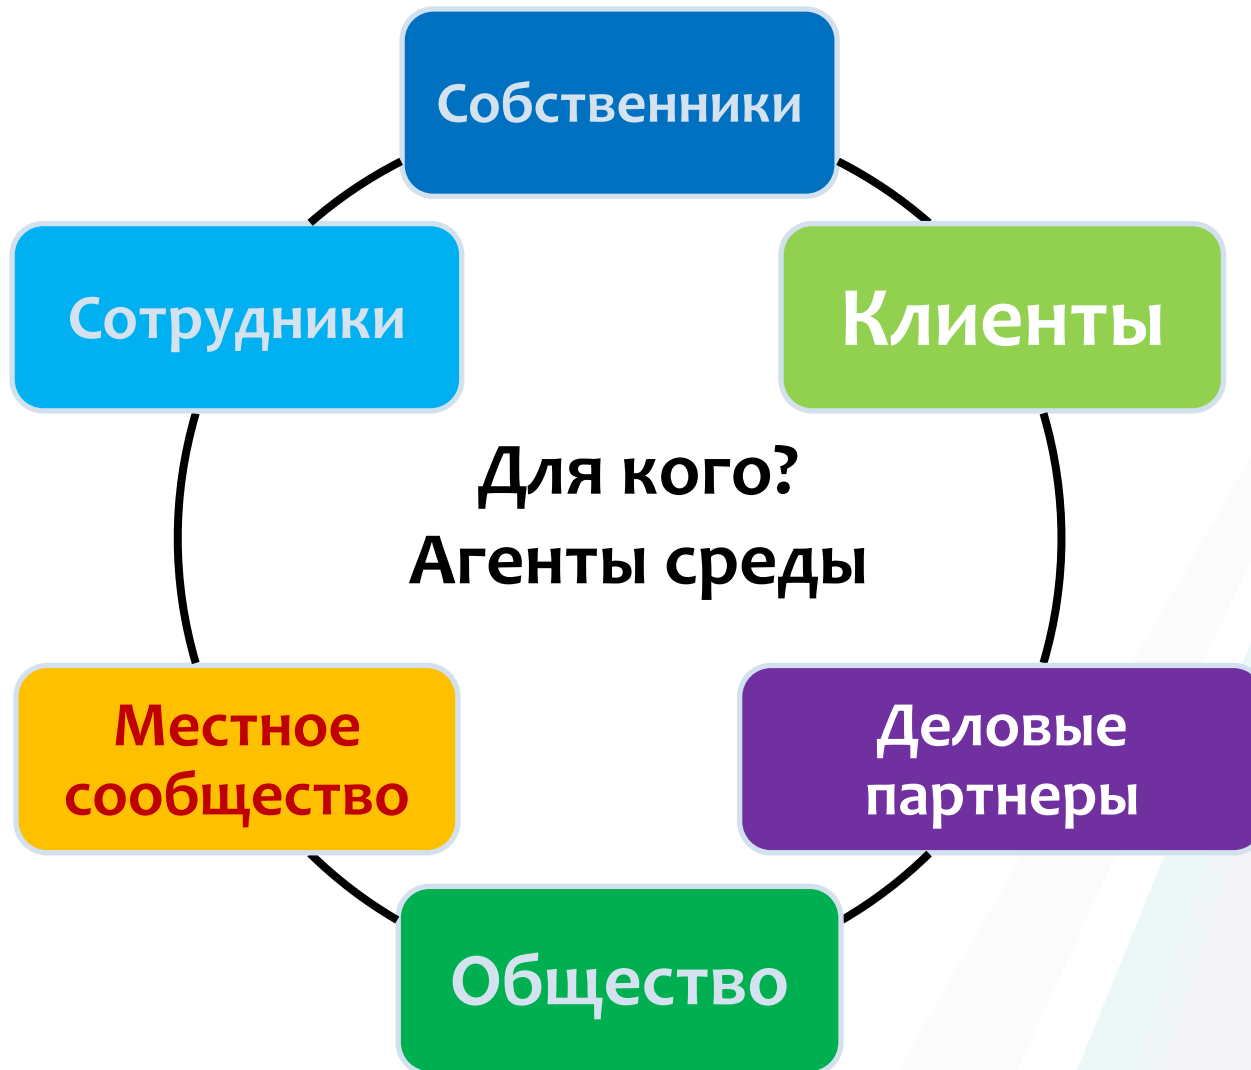 Собственники
Сотрудники
Клиенты
Для кого?
Агенты среды
Местное
сообщество
Деловые
партнеры
Общество